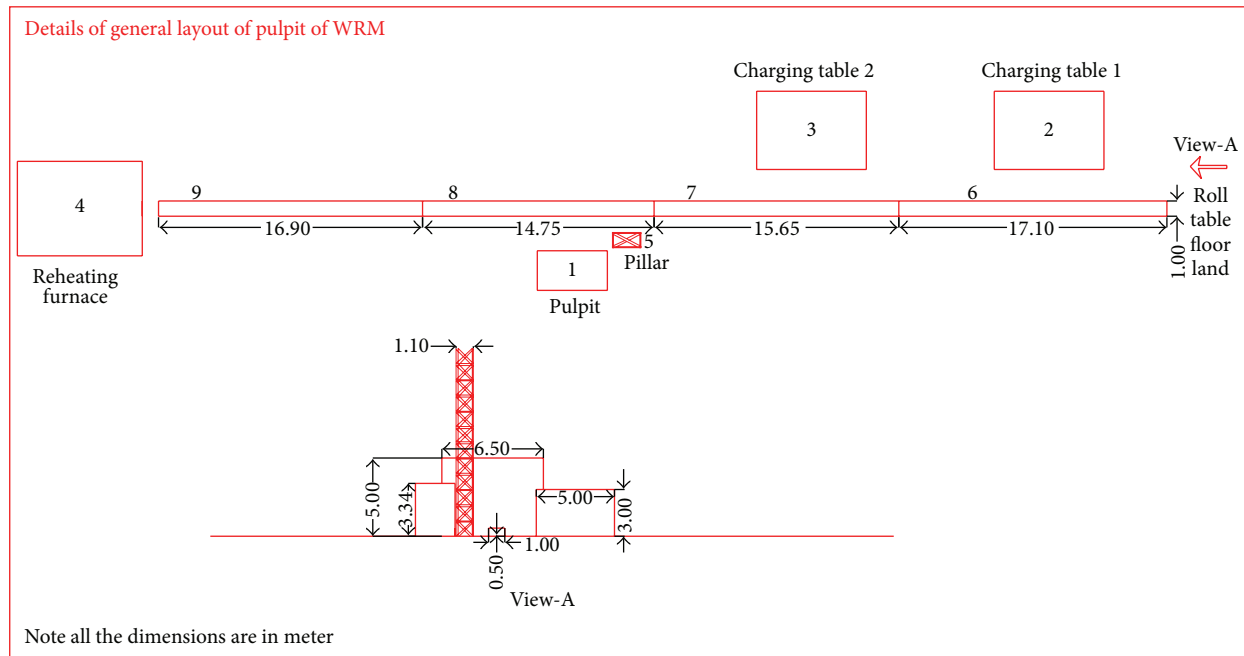 Details of general layout of pulpit of WRM
Charging table 2
Charging table 1
3
2
View-A
4
9
8
7
6
Roll
table
floor
land
16.90
14.75
15.65
17.10
1.00
5
Pillar
1
Reheating
furnace
Pulpit
1.10
6.50
5.00
3.34
5.00
3.00
1.00
0.50
View-A
Note all the dimensions are in meter